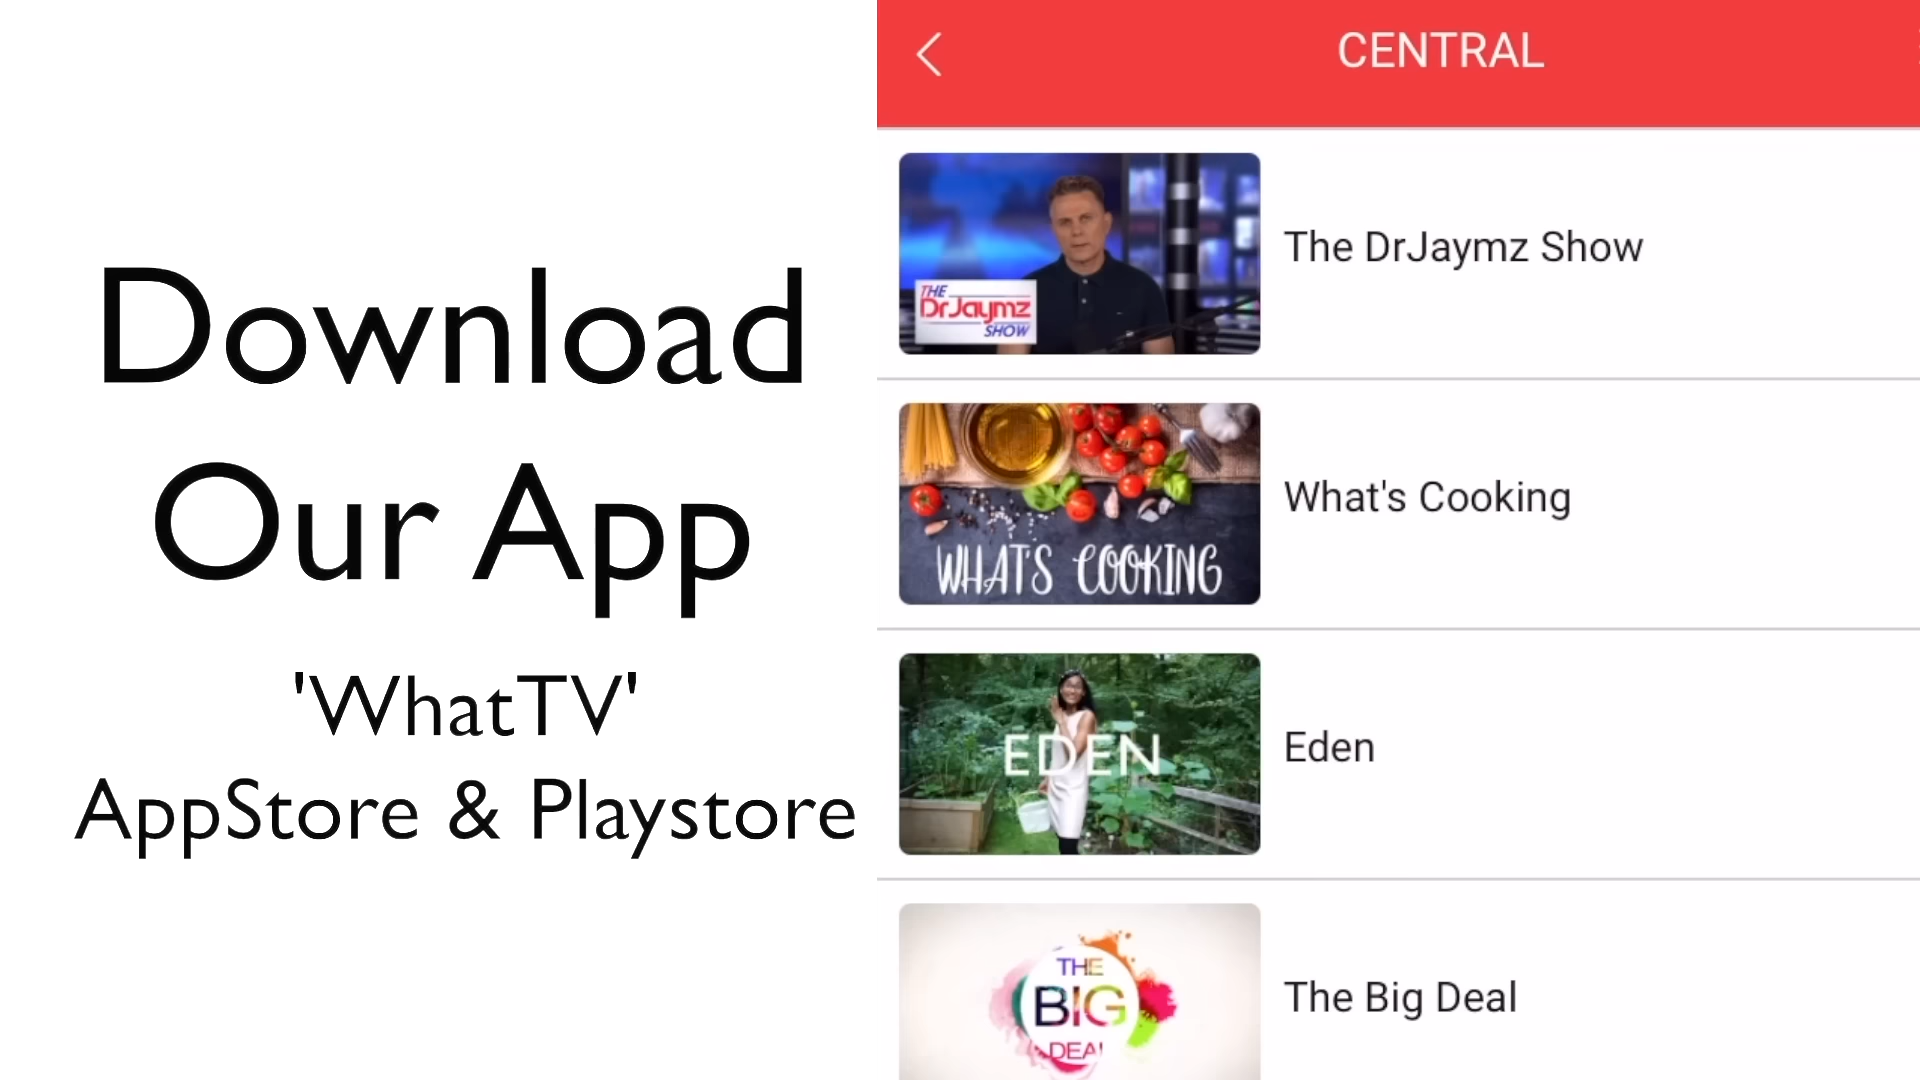 Download
Our App
'WhatTV'
AppStore & Playstore
CENTRAL
THE
DrJaymz
SHOW
The DrJaymz Show
WHAT'S COOKING
What's Cooking
EDEN
Eden
THE
BIG
DEAL
The Big Deal